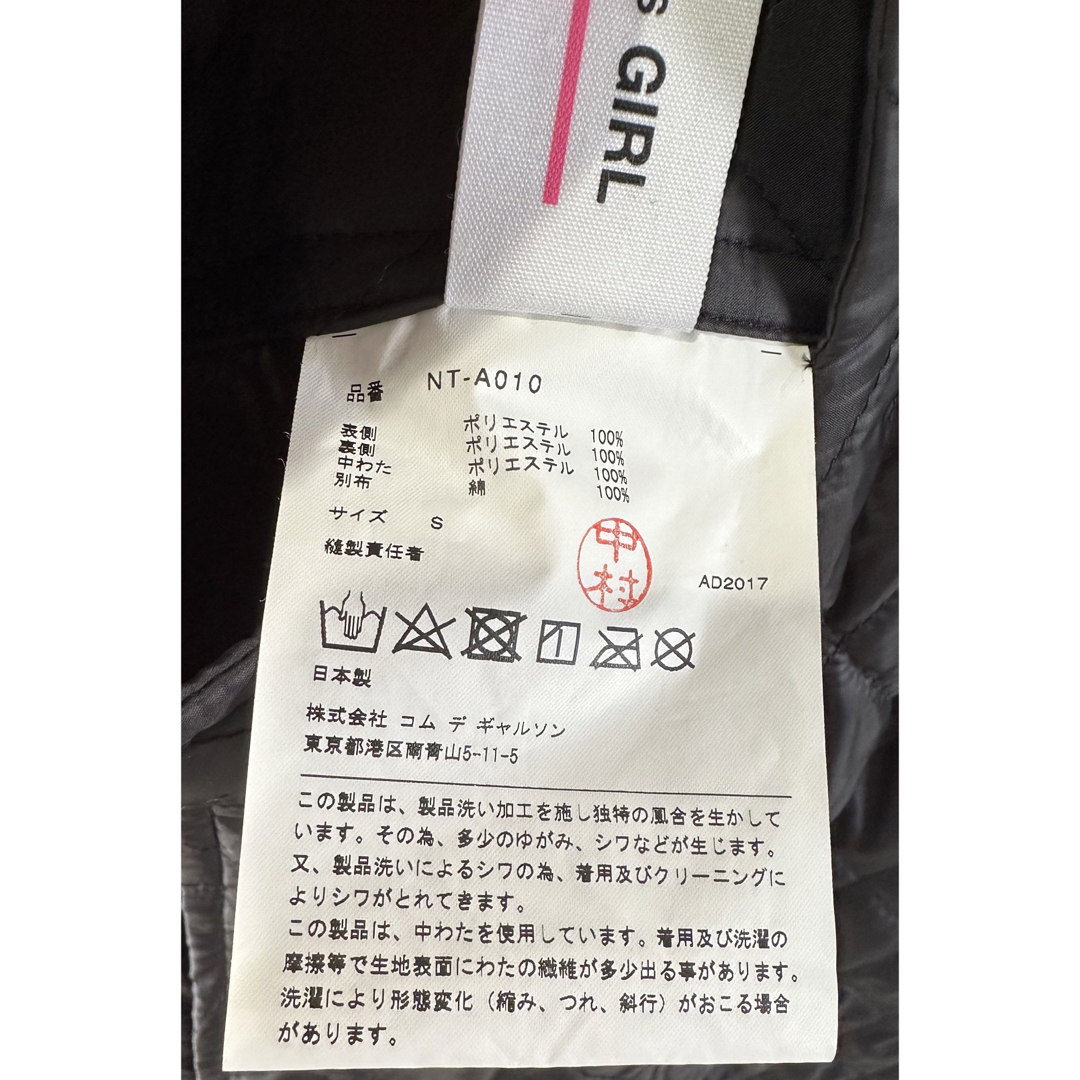 S GIRL
品番 NT-A010
表側 ポリエステル 100%
裏側 ポリエステル 100%
中わた ポリエステル 100%
別布 綿 100%
サイズ S
縫製責任者
中村
AD2017
日本製
株式会社 コム デ ギャルソン
東京都港区南青山5-11-5
この製品は、製品洗い加工を施し独特の風合を生かして
います。その為、多少のゆがみ、シワなどが生じます。
又、製品洗いによるシワの為、着用及びクリーニングに
よりシワがとれてきます。
この製品は、中わたを使用しています。着用及び洗濯の
摩擦等で生地表面にわたの繊維が多少出る事があります。
洗濯により形態変化（縮み、つれ、斜行）がおこる場合
があります。